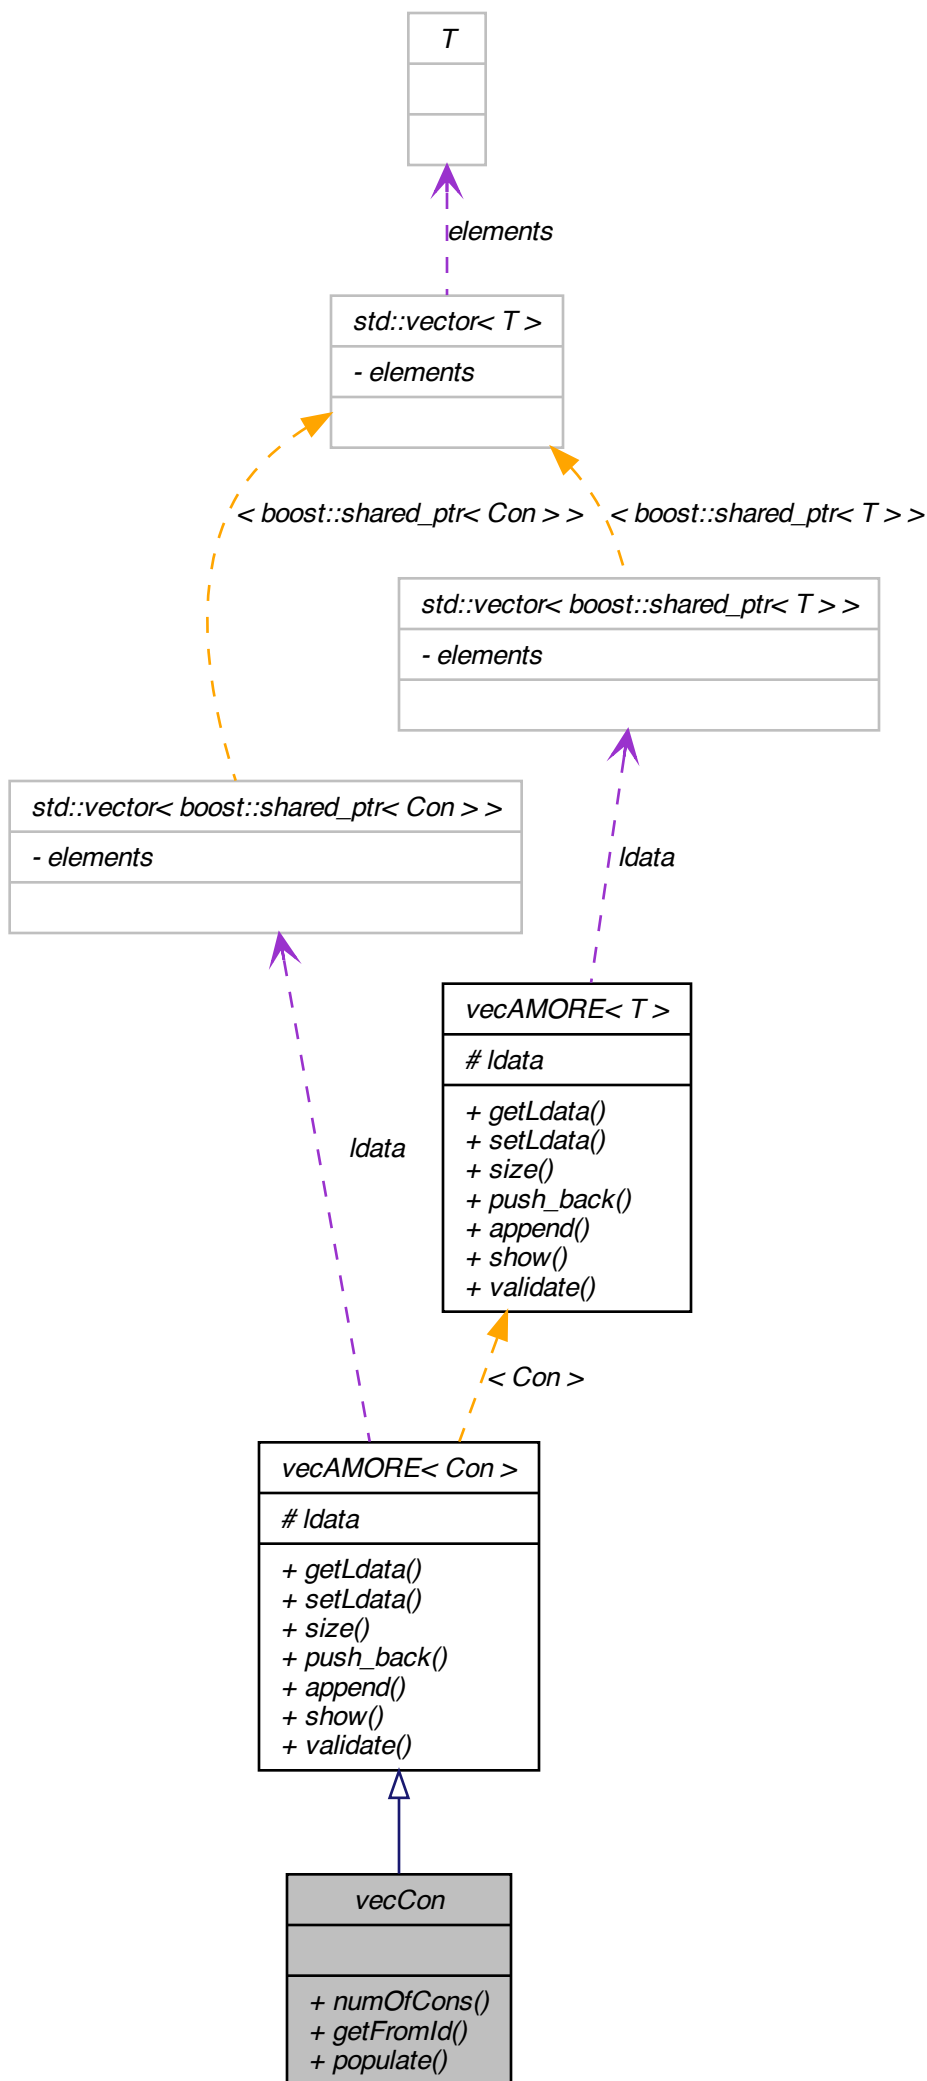 T
elements
std::vector< T >
- elements
< boost::shared_ptr< Con > >
< boost::shared_ptr< T > >
std::vector< boost::shared_ptr< T > >
- elements
std::vector< boost::shared_ptr< Con > >
- elements
ldata
vecAMORE< T >
# ldata
+ getLdata()
+ setLdata()
+ size()
+ push_back()
+ append()
+ show()
+ validate()
ldata
< Con >
vecAMORE< Con >
# ldata
+ getLdata()
+ setLdata()
+ size()
+ push_back()
+ append()
+ show()
+ validate()
vecCon
+ numOfCons()
+ getFromId()
+ populate()